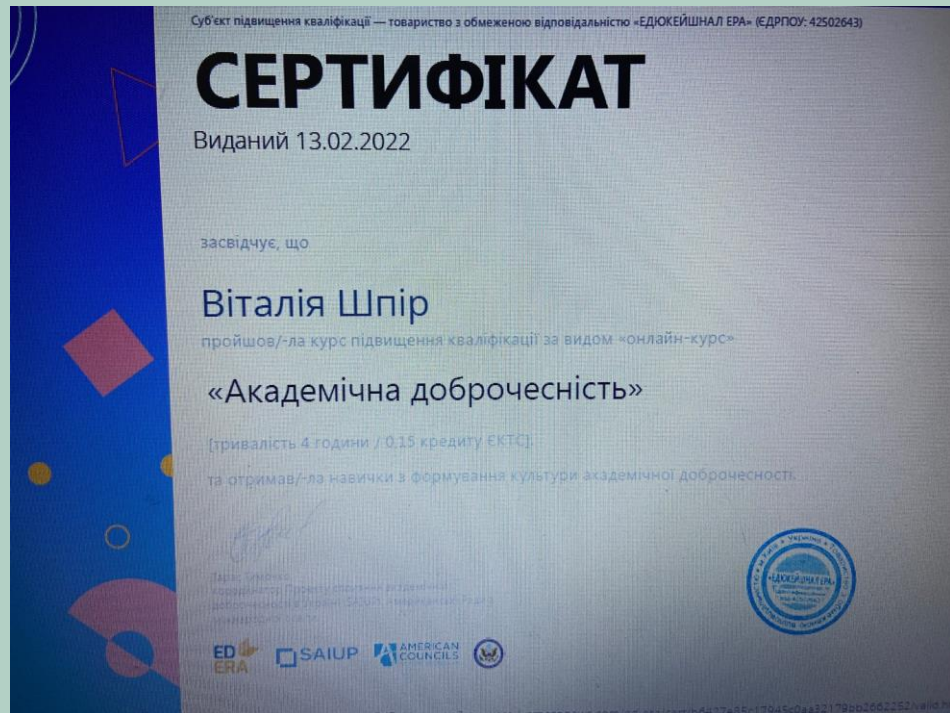 Суб'єкт підвищення кваліфікації — товариство з обмеженою відповідальністю «ЕДЮКЕЙШНАЛ ЕРА» (ЄДРПОУ: 42502643)
СЕРТИФІКАТ
Виданий 13.02.2022
засвідчує, що
Віталія Шпір
пройшов/-ла курс підвищення кваліфікації за видом «онлайн-курс»
«Академічна доброчесність»
[тривалість 4 години / 0,15 кредиту ЄКТС].
та отримав/-ла навички з формування культури академічної доброчесності.
ED ERA
SAIUP
AMERICAN COUNCILS
«ЕДЮКЕЙШНАЛ ЕРА»